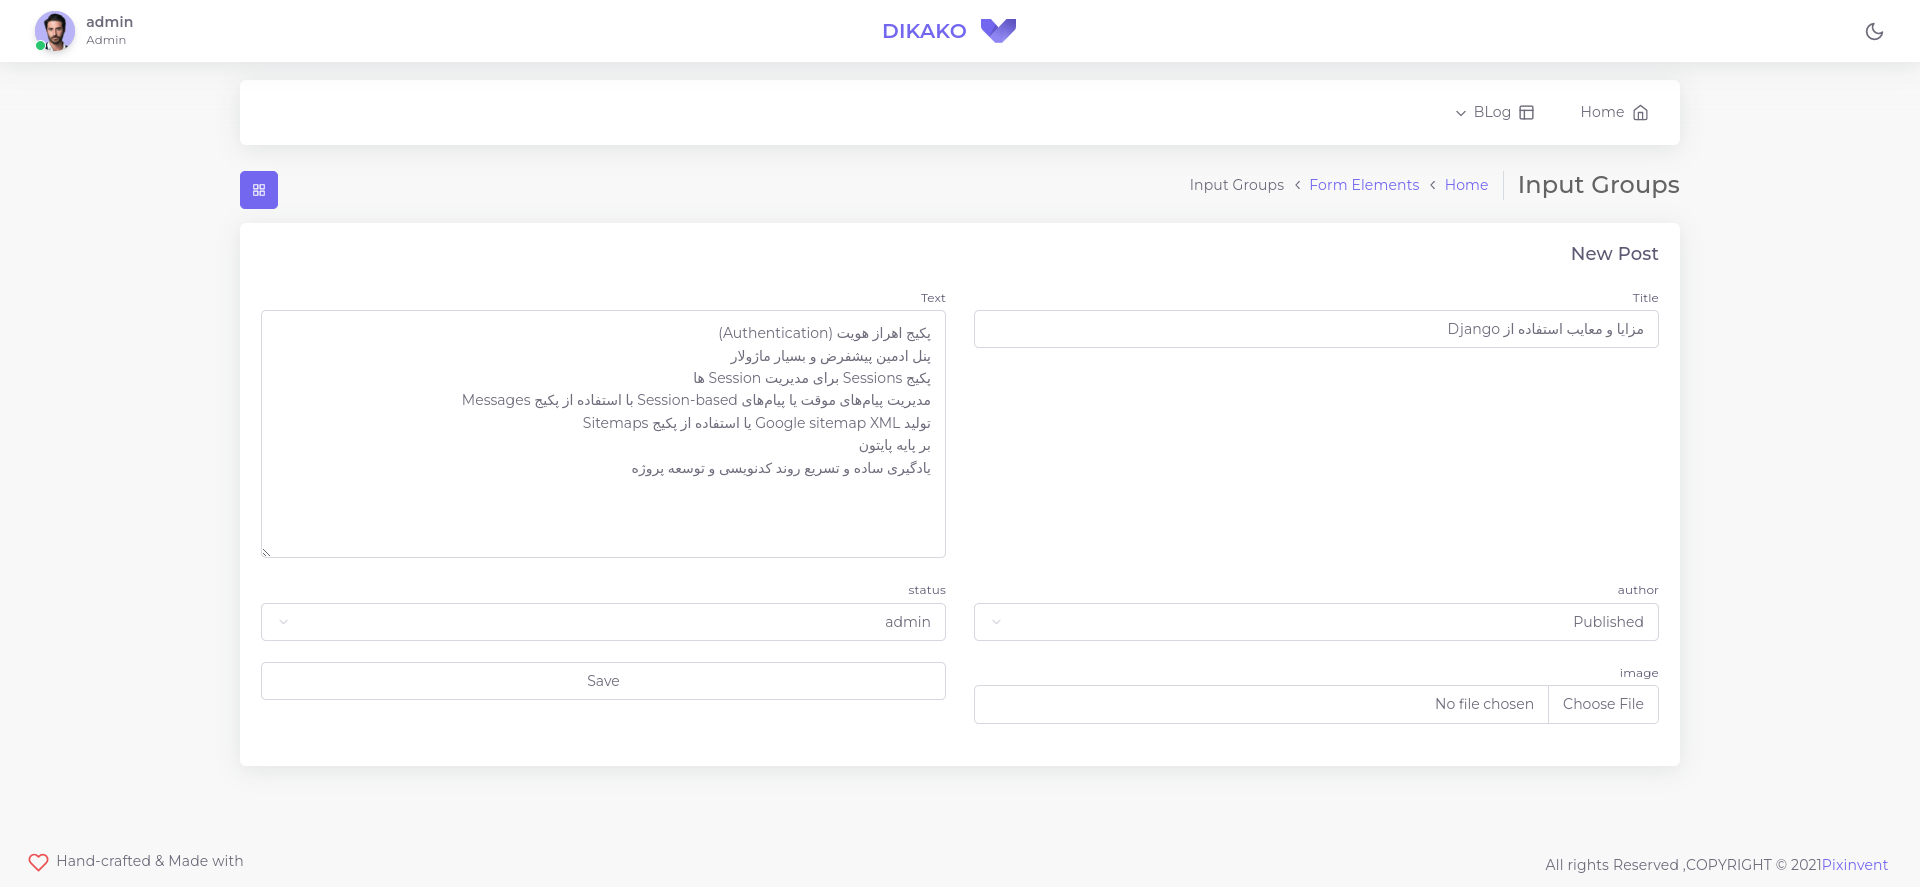 admin
Admin
DIKAKO
Home
BLog
Input Groups
Home
Form Elements
Input Groups
New Post
Title
مزایا و معایب استفاده از Django
Text
پکیج اهراز هویت (Authentication)
پنل ادمین پیشفرض و بسیار ماژولار
پکیج Sessions برای مدیریت Session ها
مدیریت پیام‌های موقت یا پیام‌های Session-based با استفاده از پکیج Messages
تولید Google sitemap XML یا استفاده از پکیج Sitemaps
بر پایه پایتون
یادگیری ساده و تسریع روند کدنویسی و توسعه پروژه
author
Published
status
admin
image
Choose File
No file chosen
Save
All rights Reserved ,COPYRIGHT © 2021Pixinvent
Hand-crafted & Made with